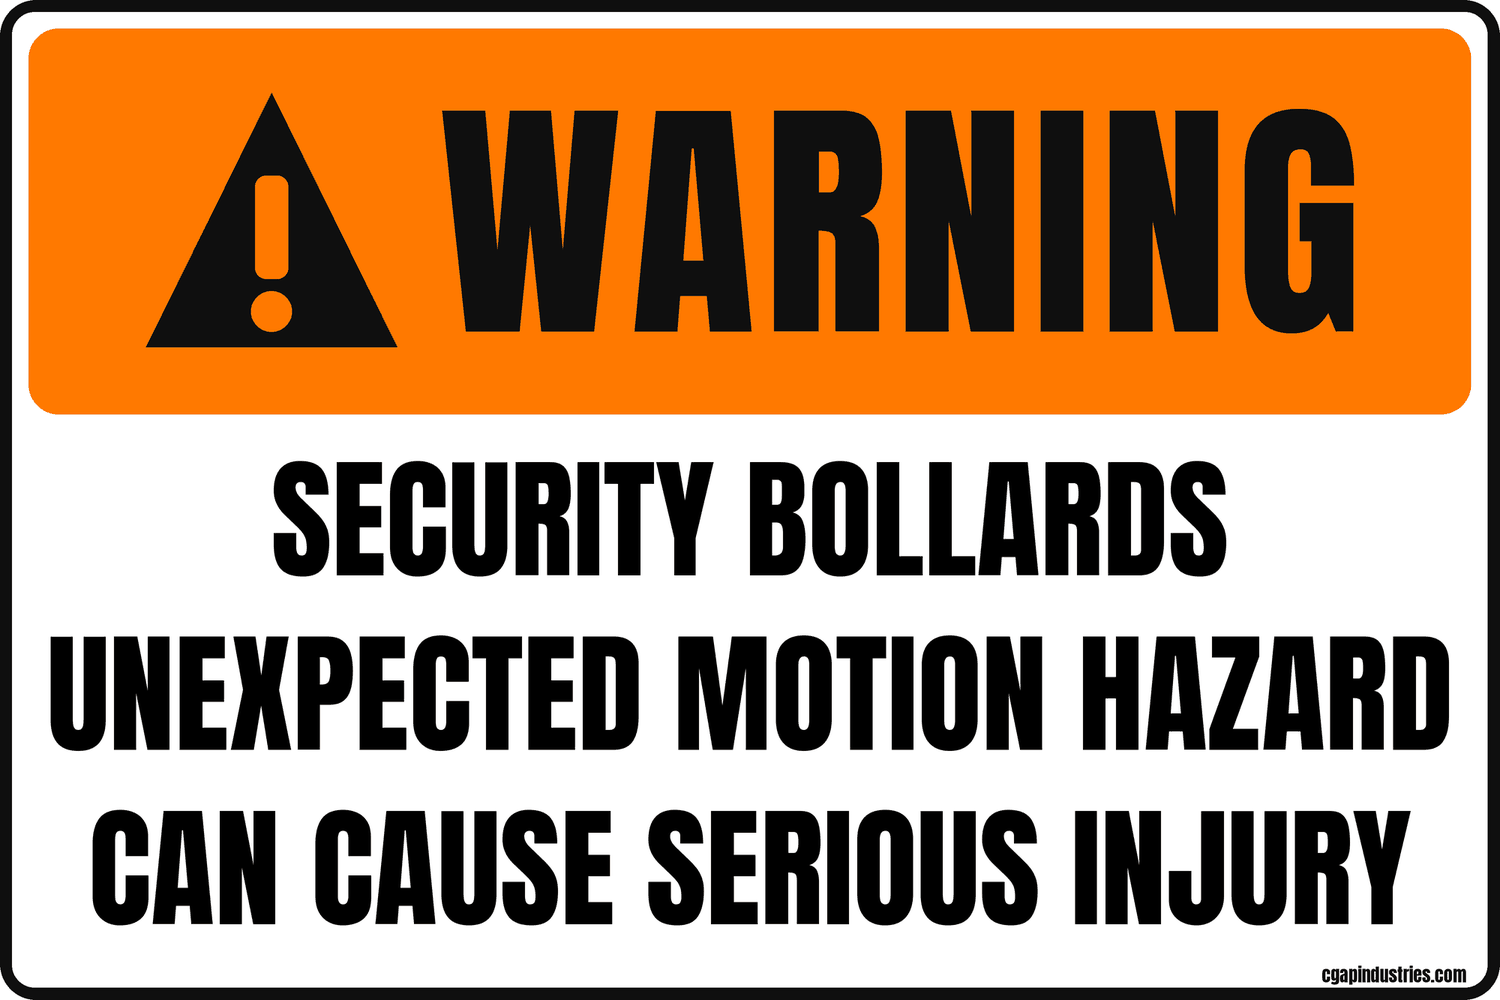 WARNING
SECURITY BOLLARDS
UNEXPECTED MOTION HAZARD
CAN CAUSE SERIOUS INJURY
cgapindustries.com